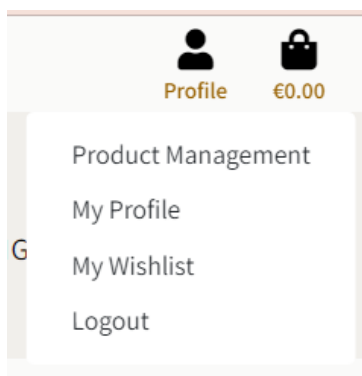 Profile €0.00
Product Management
My Profile
G
My Wishlist
Logout